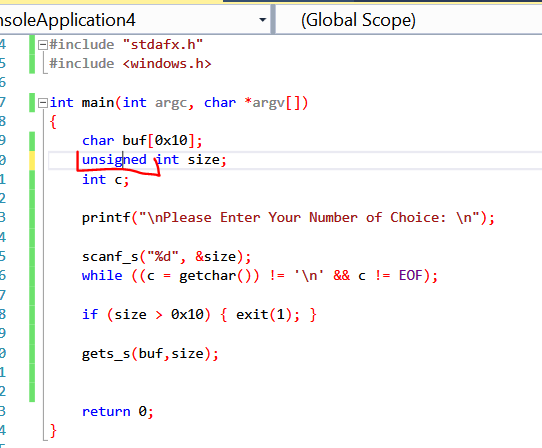 nsoleApplication4 (Global Scope)
4 #include "stdafx.h"
5 #include <windows.h>
6
7 int main(int argc, char *argv[])
8 {
9 char buf[0x10];
0 unsigned int size;
1 int c;
2
3 printf("\nPlease Enter Your Number of Choice: \n");
4
5 scanf_s("%d", &size);
6 while ((c = getchar()) != '\n' && c != EOF);
7
8 if (size > 0x10) { exit(1); }
9
0 gets_s(buf,size);
1
2
3 return 0;
4 }